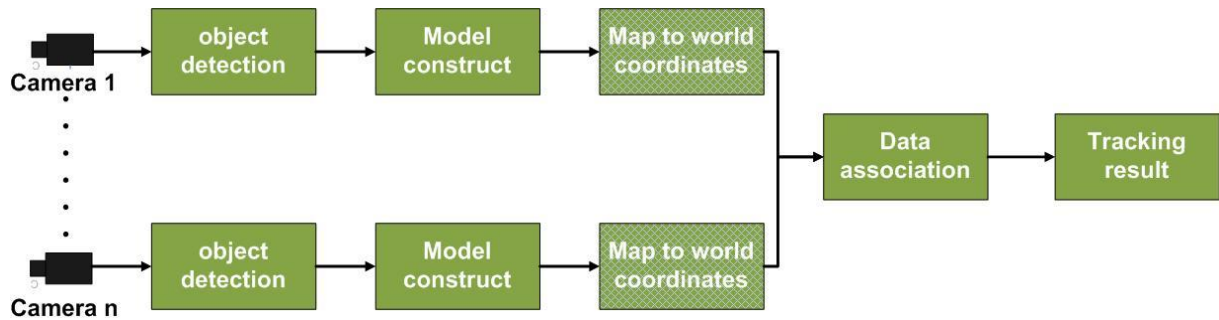 Camera 1
object
detection
Model
construct
Map to world
coordinates
Data
association
Tracking
result
Camera n
object
detection
Model
construct
Map to world
coordinates